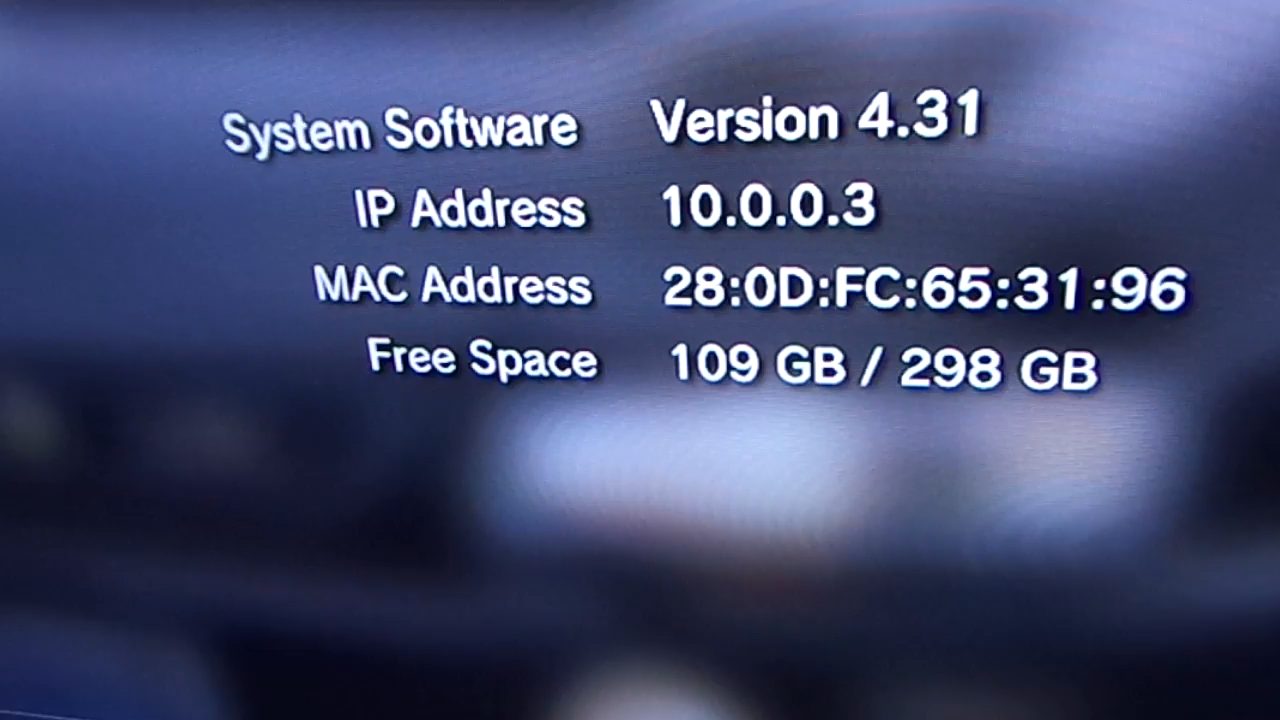 System Software Version 4.31
IP Address 10.0.0.3
MAC Address 28:0D:FC:65:31:96
Free Space 109 GB / 298 GB